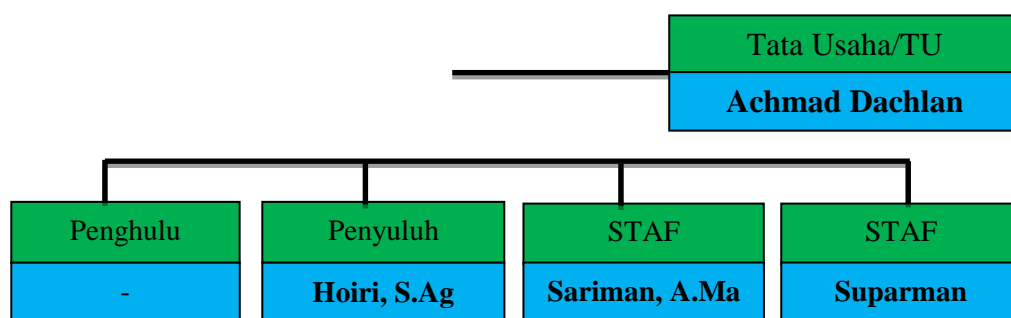 Tata Usaha/TU
Achmad Dachlan
Penghulu
-
Penyuluh
Hoiri, S.Ag
STAF
Sariman, A.Ma
STAF
Suparman